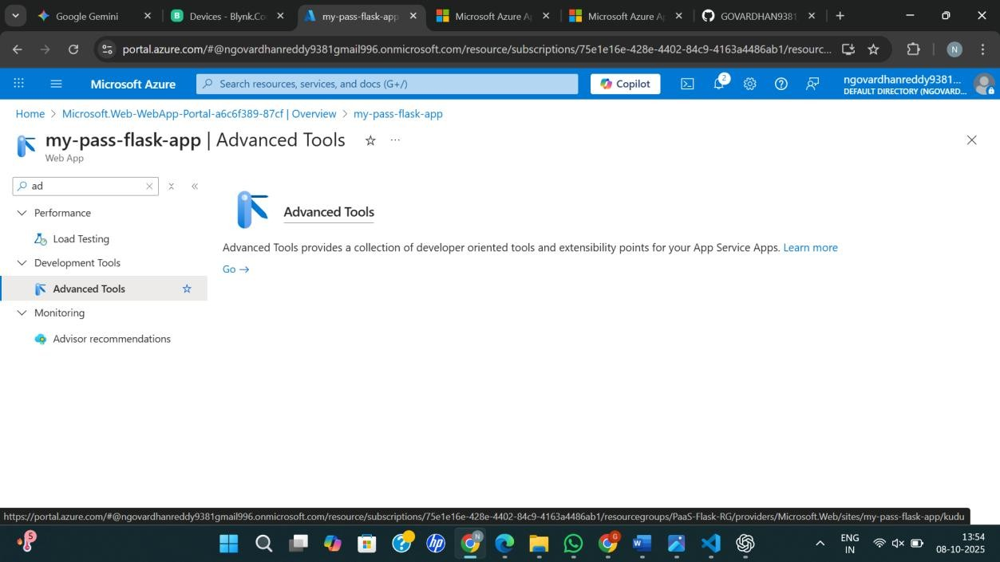 Google Gemini
Devices - Blynk.Co
my-pass-flask-app
Microsoft Azure A
Microsoft Azure A
GOVARDHAN9381
portal.azure.com/#@ngovardhanreddy9381gmail996.onmicrosoft.com/resource/subscriptions/75e1e16e-428e-4402-84c9-4163a4486ab1/resourc...
N
Microsoft Azure
Search resources, services, and docs (G+/)
Copilot
2
ngovardhanreddy9381...
DEFAULT DIRECTORY (NGOVARD...
Home > Microsoft.Web-WebApp-Portal-a6c6f389-87cf | Overview > my-pass-flask-app
my-pass-flask-app | Advanced Tools
Web App
ad
Performance
Load Testing
Development Tools
Advanced Tools
Monitoring
Advisor recommendations
Advanced Tools
Advanced Tools provides a collection of developer oriented tools and extensibility points for your App Service Apps. Learn more
Go →
https://portal.azure.com/#@ngovardhanreddy9381gmail996.onmicrosoft.com/resource/subscriptions/75e1e16e-428e-4402-84c9-4163a4486ab1/resourcegroups/PaaS-Flask-RG/providers/Microsoft.Web/sites/my-pass-flask-app/kudu
5
N
G
ENG
IN
13:54
08-10-2025